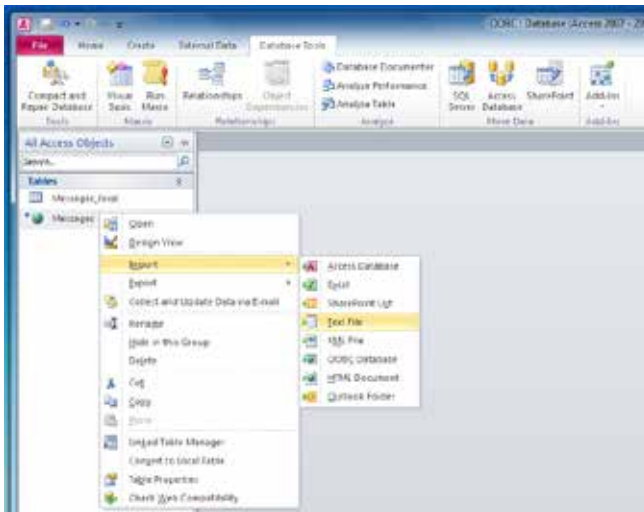 ODBC : Database (Access 2007 - 20
File Home Create External Data Database Tools
Compact and Repair Database
Visual Basic
Run Macro
Relationships
Object Dependencies
Database Documenter
Analyze Performance
Analyze Table
SQL Server
Access Database
SharePoint
Add-Ins
Tools Macro Relationships Analyze Move Data Add-Ins
All Access Objects
Search...
Tables
Messages_local
Messages
Open
Design View
Import
Export
Collect and Update Data via E-mail
Rename
Hide in this Group
Delete
Cut
Copy
Paste
Linked Table Manager
Convert to Local Table
Table Properties
Check Web Compatibility
Access Database
Excel
SharePoint List
Text File
XML File
ODBC Database
HTML Document
Outlook Folder